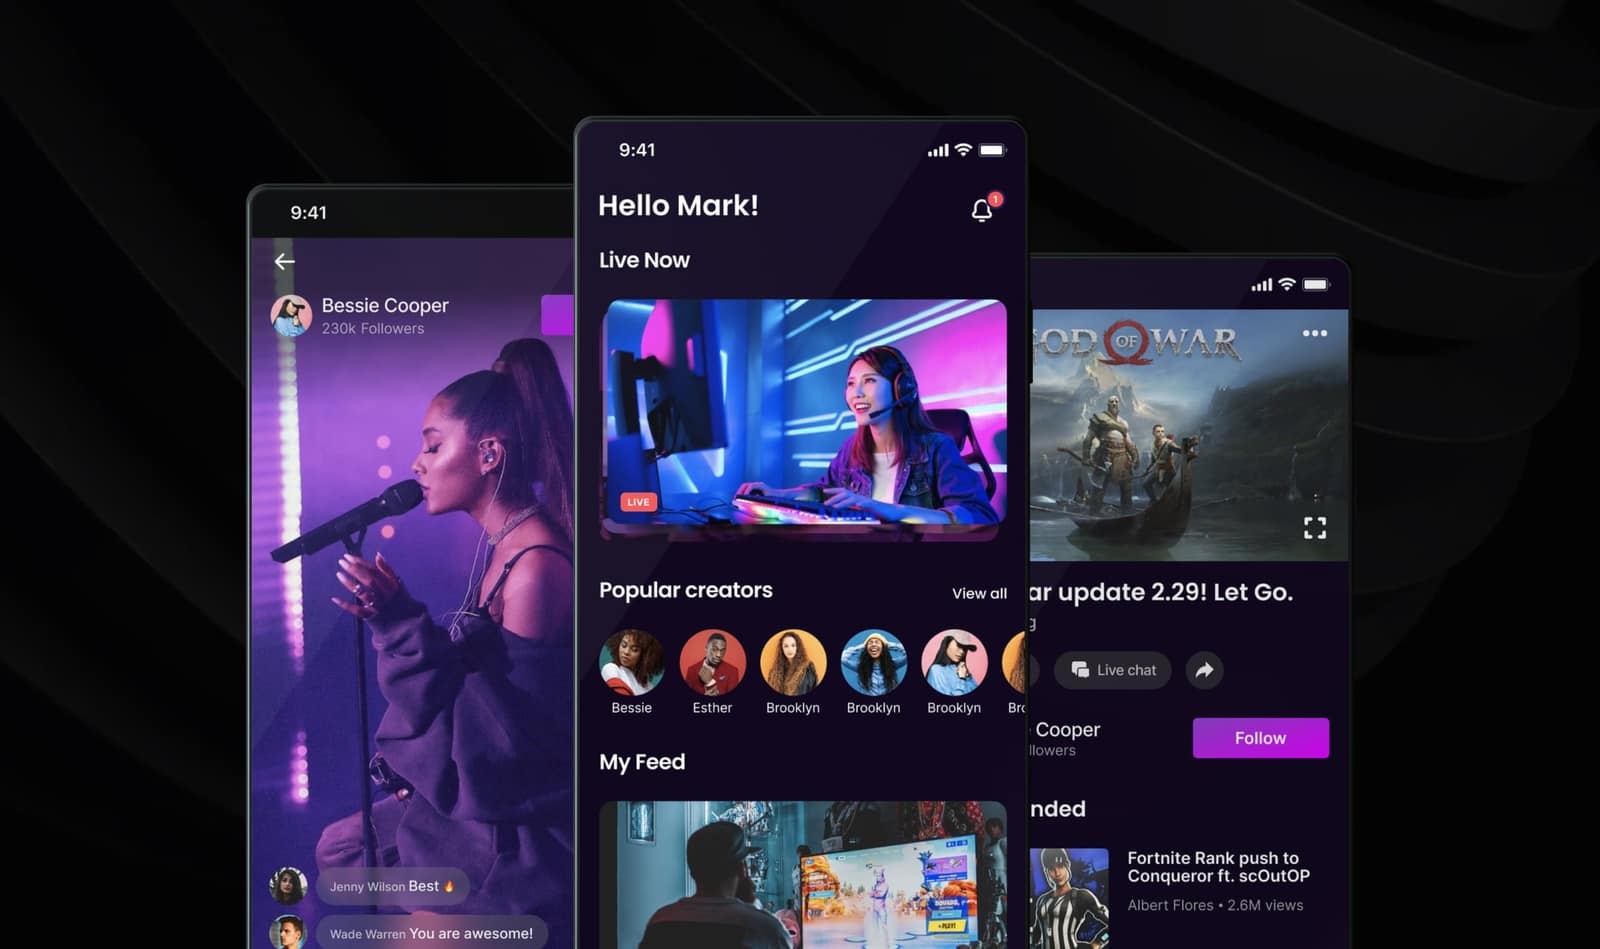 9:41
Bessie Cooper
230k Followers
Jenny Wilson Best 🔥
Wade Warren You are awesome!
9:41
Hello Mark!
1
Live Now
LIVE
Popular creators
View all
Bessie
Esther
Brooklyn
Brooklyn
Brooklyn
Bro
My Feed
SQUADS
PLAY!
OD OF WAR
ar update 2.29! Let Go.
g
Live chat
Cooper
llowers
Follow
nded
Fortnite Rank push to
Conqueror ft. scOutOP
Albert Flores • 2.6M views